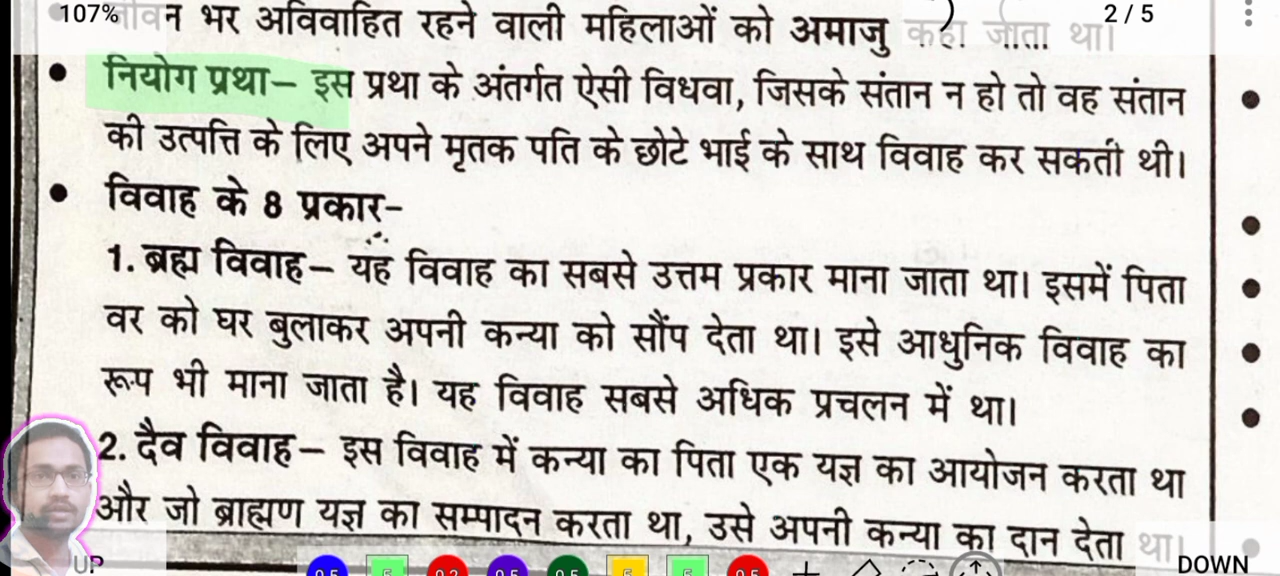 107%
2 / 5
जीवन भर अविवाहित रहने वाली महिलाओं को अमाजु कहा जाता था।
• नियोग प्रथा– इस प्रथा के अंतर्गत ऐसी विधवा, जिसके संतान न हो तो वह संतान
की उत्पत्ति के लिए अपने मृतक पति के छोटे भाई के साथ विवाह कर सकती थी।
• विवाह के 8 प्रकार–
1. ब्रह्म विवाह– यह विवाह का सबसे उत्तम प्रकार माना जाता था। इसमें पिता
वर को घर बुलाकर अपनी कन्या को सौंप देता था। इसे आधुनिक विवाह का
रूप भी माना जाता है। यह विवाह सबसे अधिक प्रचलन में था।
2. दैव विवाह– इस विवाह में कन्या का पिता एक यज्ञ का आयोजन करता था
और जो ब्राह्मण यज्ञ का सम्पादन करता था, उसे अपनी कन्या का दान देता था।
UP
DOWN